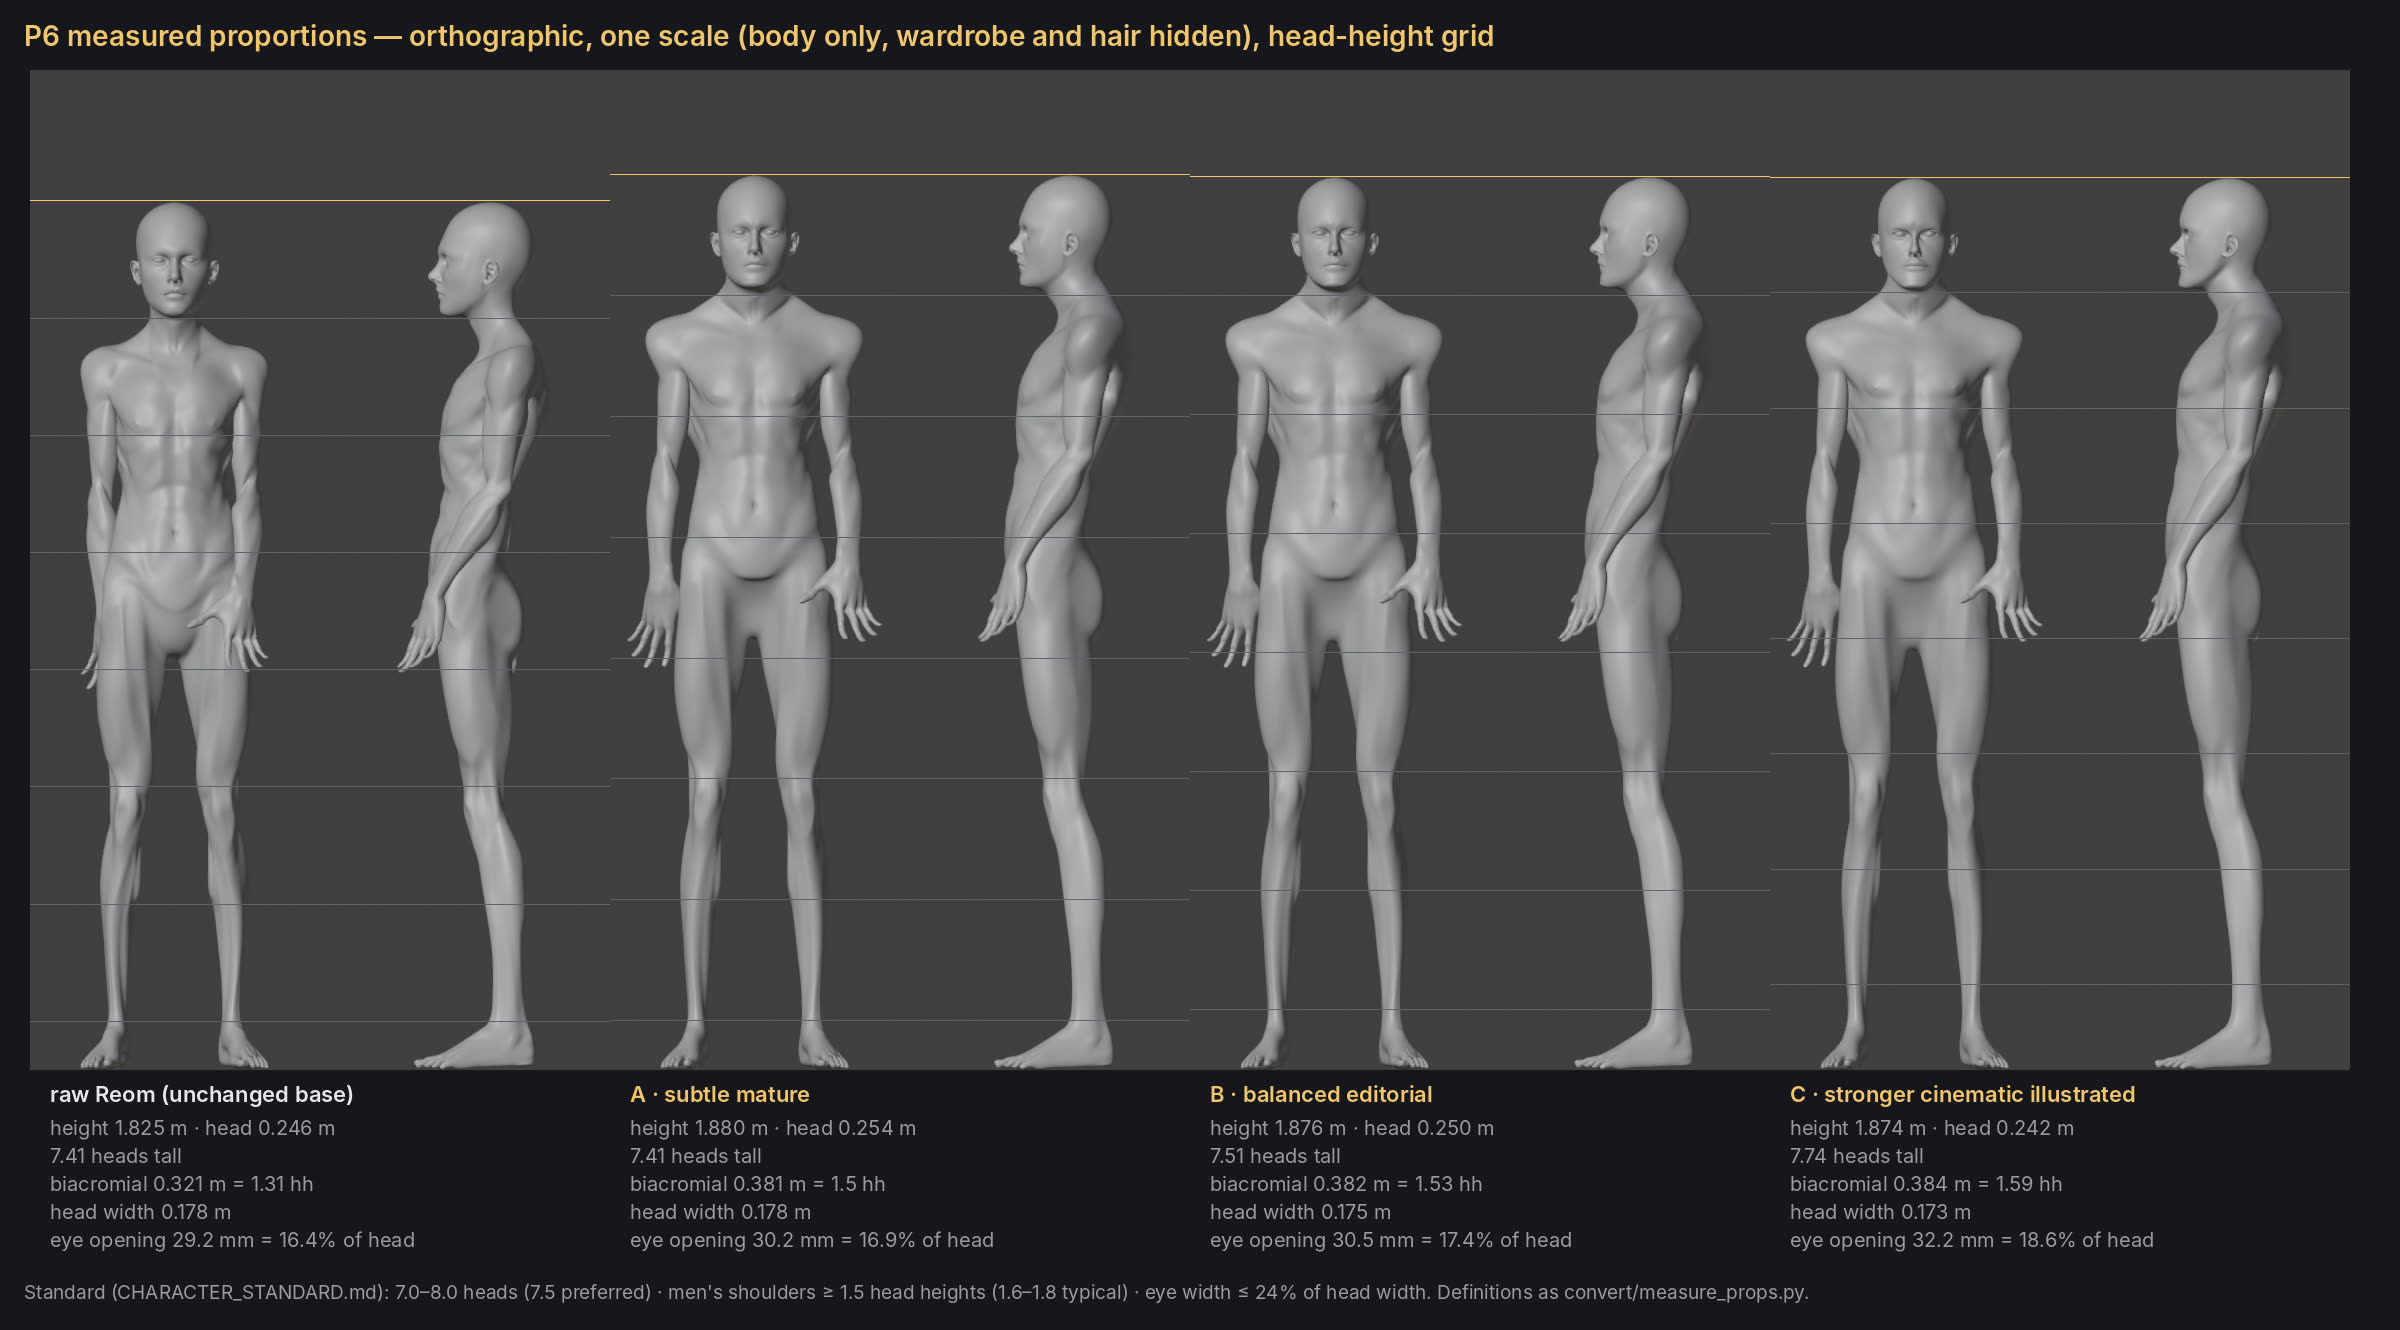 P6 measured proportions — orthographic, one scale (body only, wardrobe and hair hidden), head-height grid
raw Reom (unchanged base)
height 1.825 m · head 0.246 m
7.41 heads tall
biacromial 0.321 m = 1.31 hh
head width 0.178 m
eye opening 29.2 mm = 16.4% of head
A · subtle mature
height 1.880 m · head 0.254 m
7.41 heads tall
biacromial 0.381 m = 1.5 hh
head width 0.178 m
eye opening 30.2 mm = 16.9% of head
B · balanced editorial
height 1.876 m · head 0.250 m
7.51 heads tall
biacromial 0.382 m = 1.53 hh
head width 0.175 m
eye opening 30.5 mm = 17.4% of head
C · stronger cinematic illustrated
height 1.874 m · head 0.242 m
7.74 heads tall
biacromial 0.384 m = 1.59 hh
head width 0.173 m
eye opening 32.2 mm = 18.6% of head
Standard (CHARACTER_STANDARD.md): 7.0–8.0 heads (7.5 preferred) · men's shoulders ≥ 1.5 head heights (1.6–1.8 typical) · eye width ≤ 24% of head width. Definitions as convert/measure_props.py.